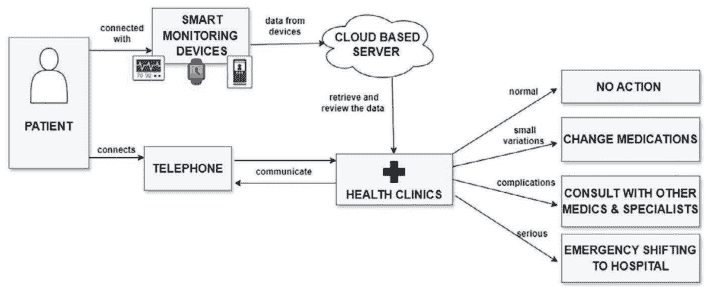 PATIENT
connected
with
SMART
MONITORING
DEVICES
data from
devices
CLOUD BASED
SERVER
retrieve and
review the data
connects
TELEPHONE
communicate
HEALTH CLINICS
normal
NO ACTION
small
variations
CHANGE MEDICATIONS
complications
CONSULT WITH OTHER
MEDICS & SPECIALISTS
serious
EMERGENCY SHIFTING
TO HOSPITAL